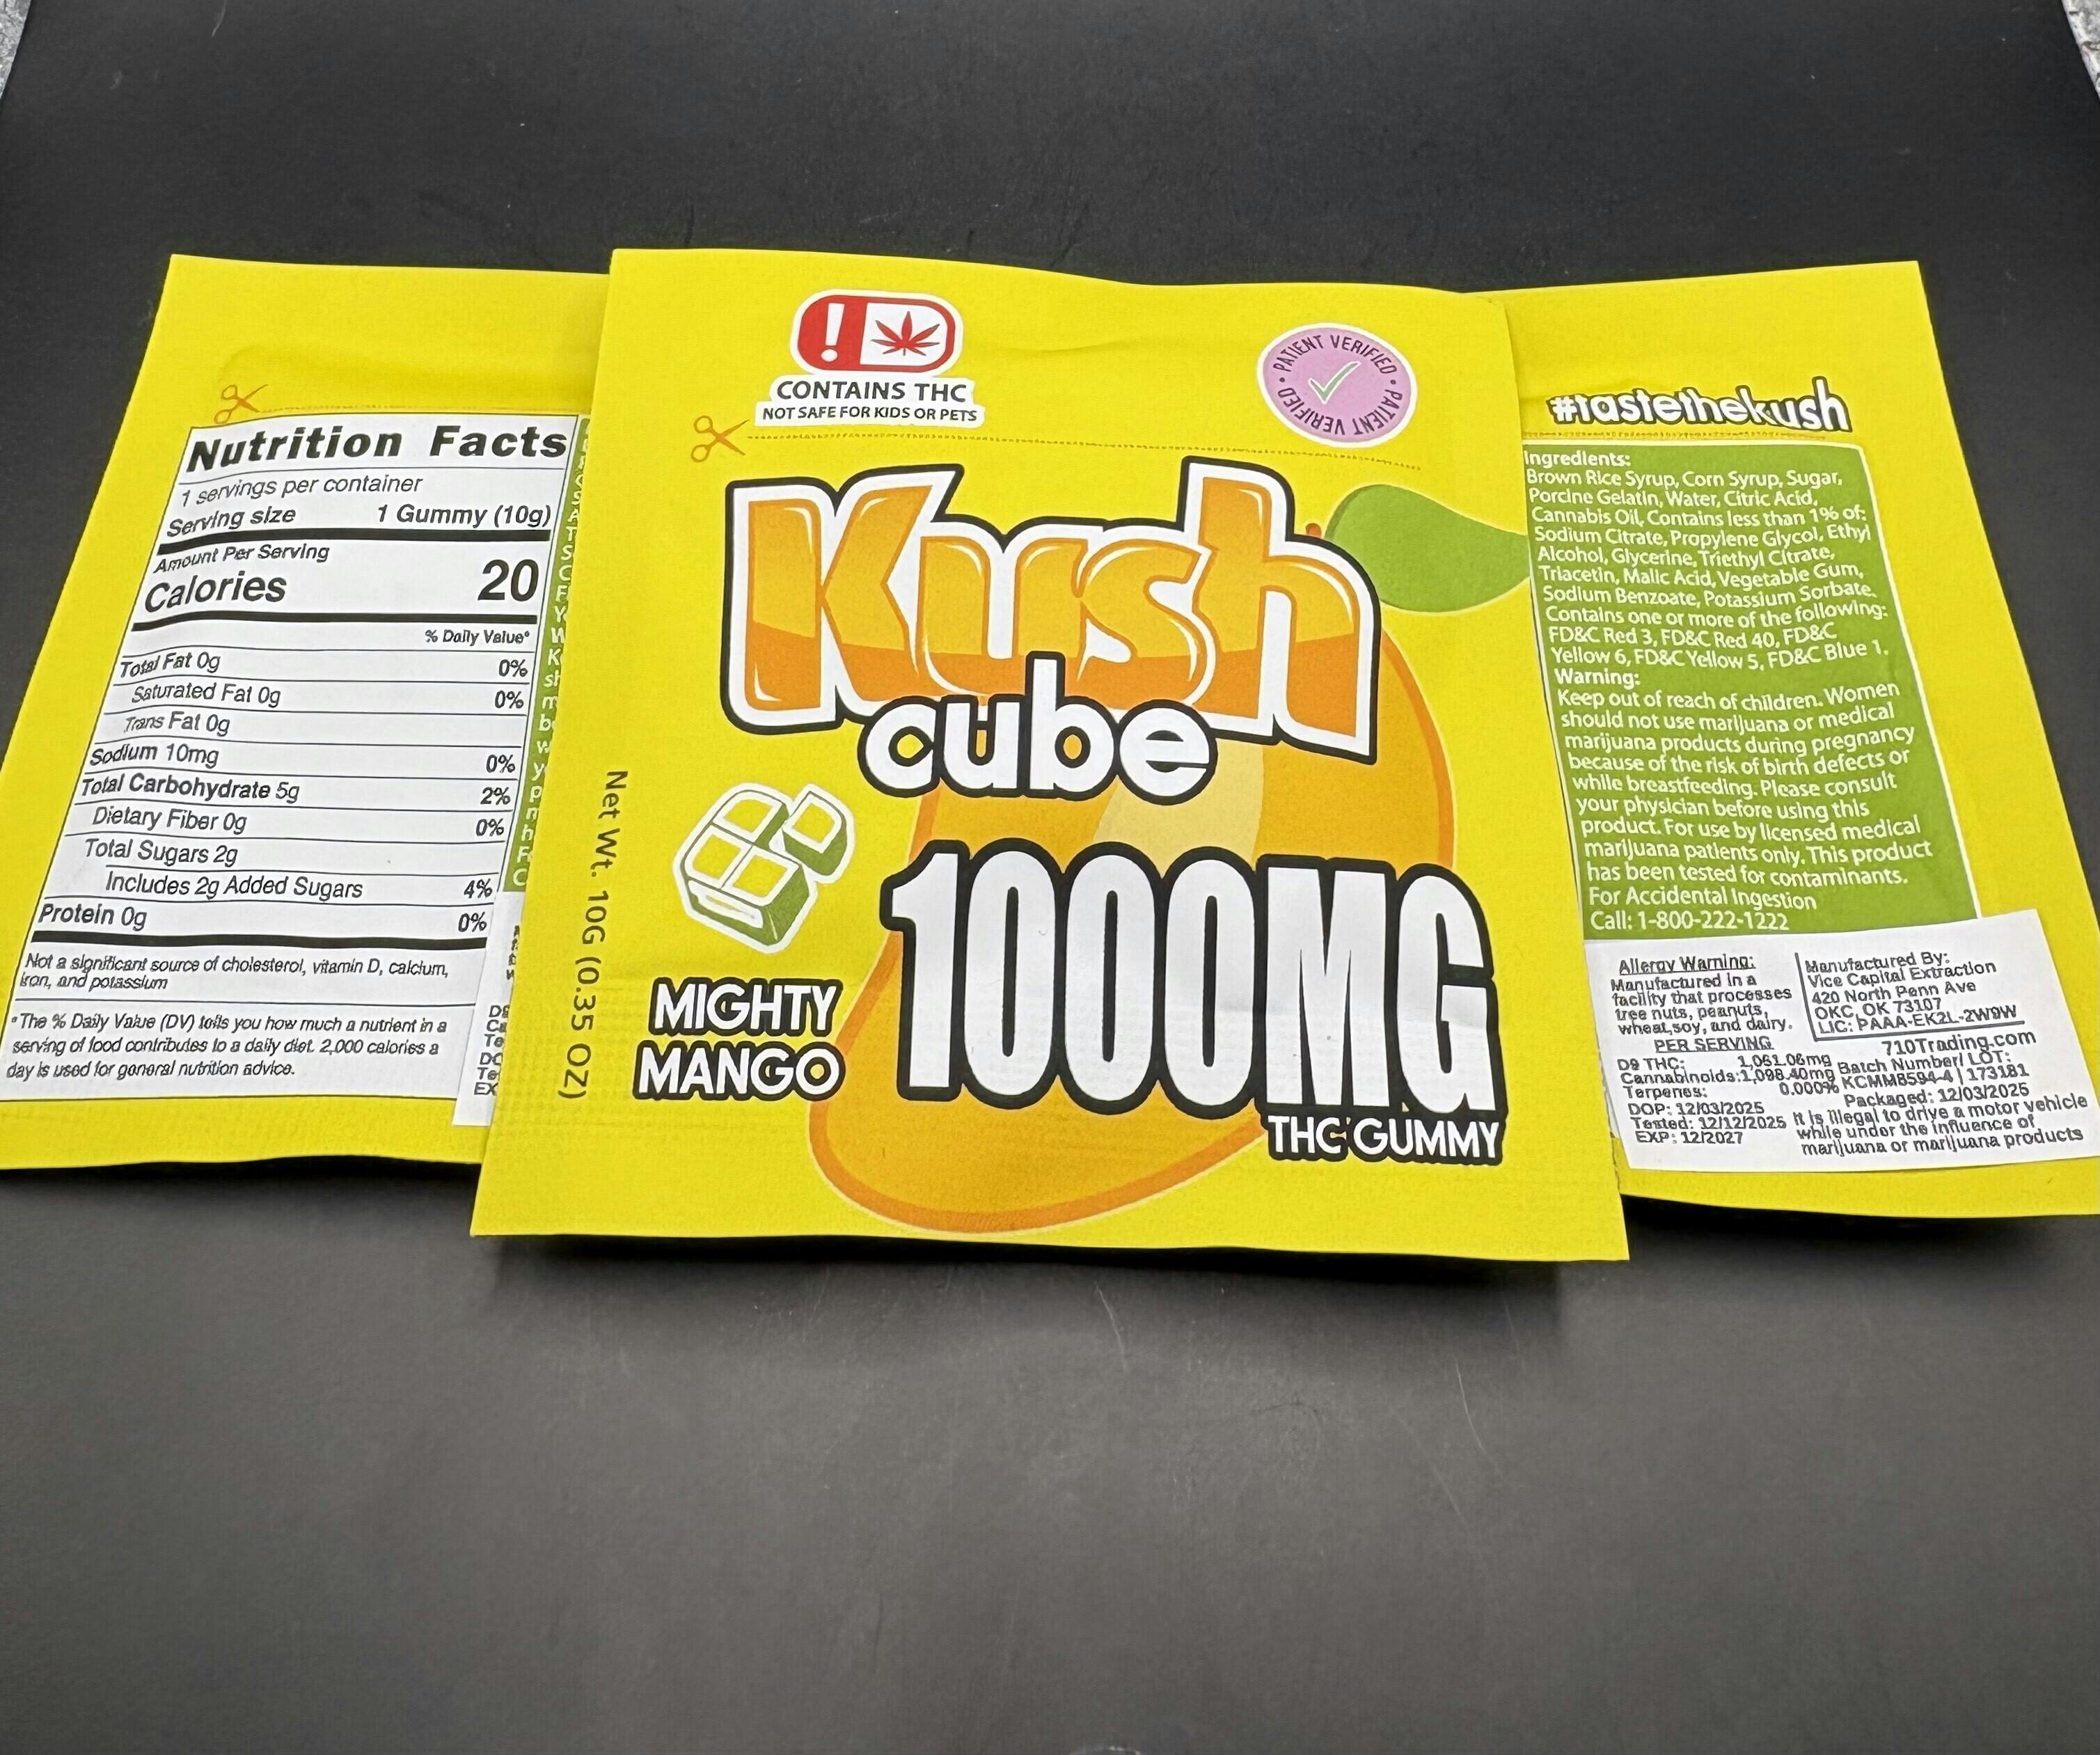 Nutrition Facts
1 servings per container
Serving size 1 Gummy (10g)
Amount Per Serving
Calories 20
% Daily Value*
Total Fat 0g 0%
Saturated Fat 0g 0%
Trans Fat 0g
Sodium 10mg 0%
Total Carbohydrate 5g 2%
Dietary Fiber 0g 0%
Total Sugars 2g
Includes 2g Added Sugars 4%
Protein 0g 0%
Not a significant source of cholesterol, vitamin D, calcium,
iron, and potassium
*The % Daily Value (DV) tells you how much a nutrient in a
serving of food contributes to a daily diet. 2,000 calories a
day is used for general nutrition advice.
CONTAINS THC
NOT SAFE FOR KIDS OR PETS
PATIENT VERIFIED • PATIENT VERIFIED •
Kush
cube
1000MG
THC GUMMY
MIGHTY
MANGO
Net Wt. 10G (0.35 OZ)
#tastethekush
Ingredients:
Brown Rice Syrup, Corn Syrup, Sugar,
Porcine Gelatin, Water, Citric Acid,
Cannabis Oil, Contains less than 1% of:
Sodium Citrate, Propylene Glycol, Ethyl
Alcohol, Glycerine, Triethyl Citrate,
Triacetin, Malic Acid, Vegetable Gum,
Sodium Benzoate, Potassium Sorbate.
Contains one or more of the following:
FD&C Red 3, FD&C Red 40, FD&C
Yellow 6, FD&C Yellow 5, FD&C Blue 1.
Warning:
Keep out of reach of children. Women
should not use marijuana or medical
marijuana products during pregnancy
because of the risk of birth defects or
while breastfeeding. Please consult
your physician before using this
product. For use by licensed medical
marijuana patients only. This product
has been tested for contaminants.
For Accidental Ingestion
Call: 1-800-222-1222
Allergy Warning:
Manufactured in a
facility that processes
tree nuts, peanuts,
wheat,soy, and dairy.
Manufactured By:
Vice Capital Extraction
420 North Penn Ave
OKC, OK 73107
LIC: PAAA-EK2L-2W9W
PER SERVING
D9 THC: 1,061.06mg
Cannabinoids:1,098.40mg
Terpenes: 0.000%
DOP: 12/03/2025
Tested: 12/12/2025
EXP: 12/2027
710Trading.com
Batch Number| LOT:
KCMM8594-4 | 173181
Packaged: 12/03/2025
It is illegal to drive a motor vehicle
while under the influence of
marijuana or marijuana products